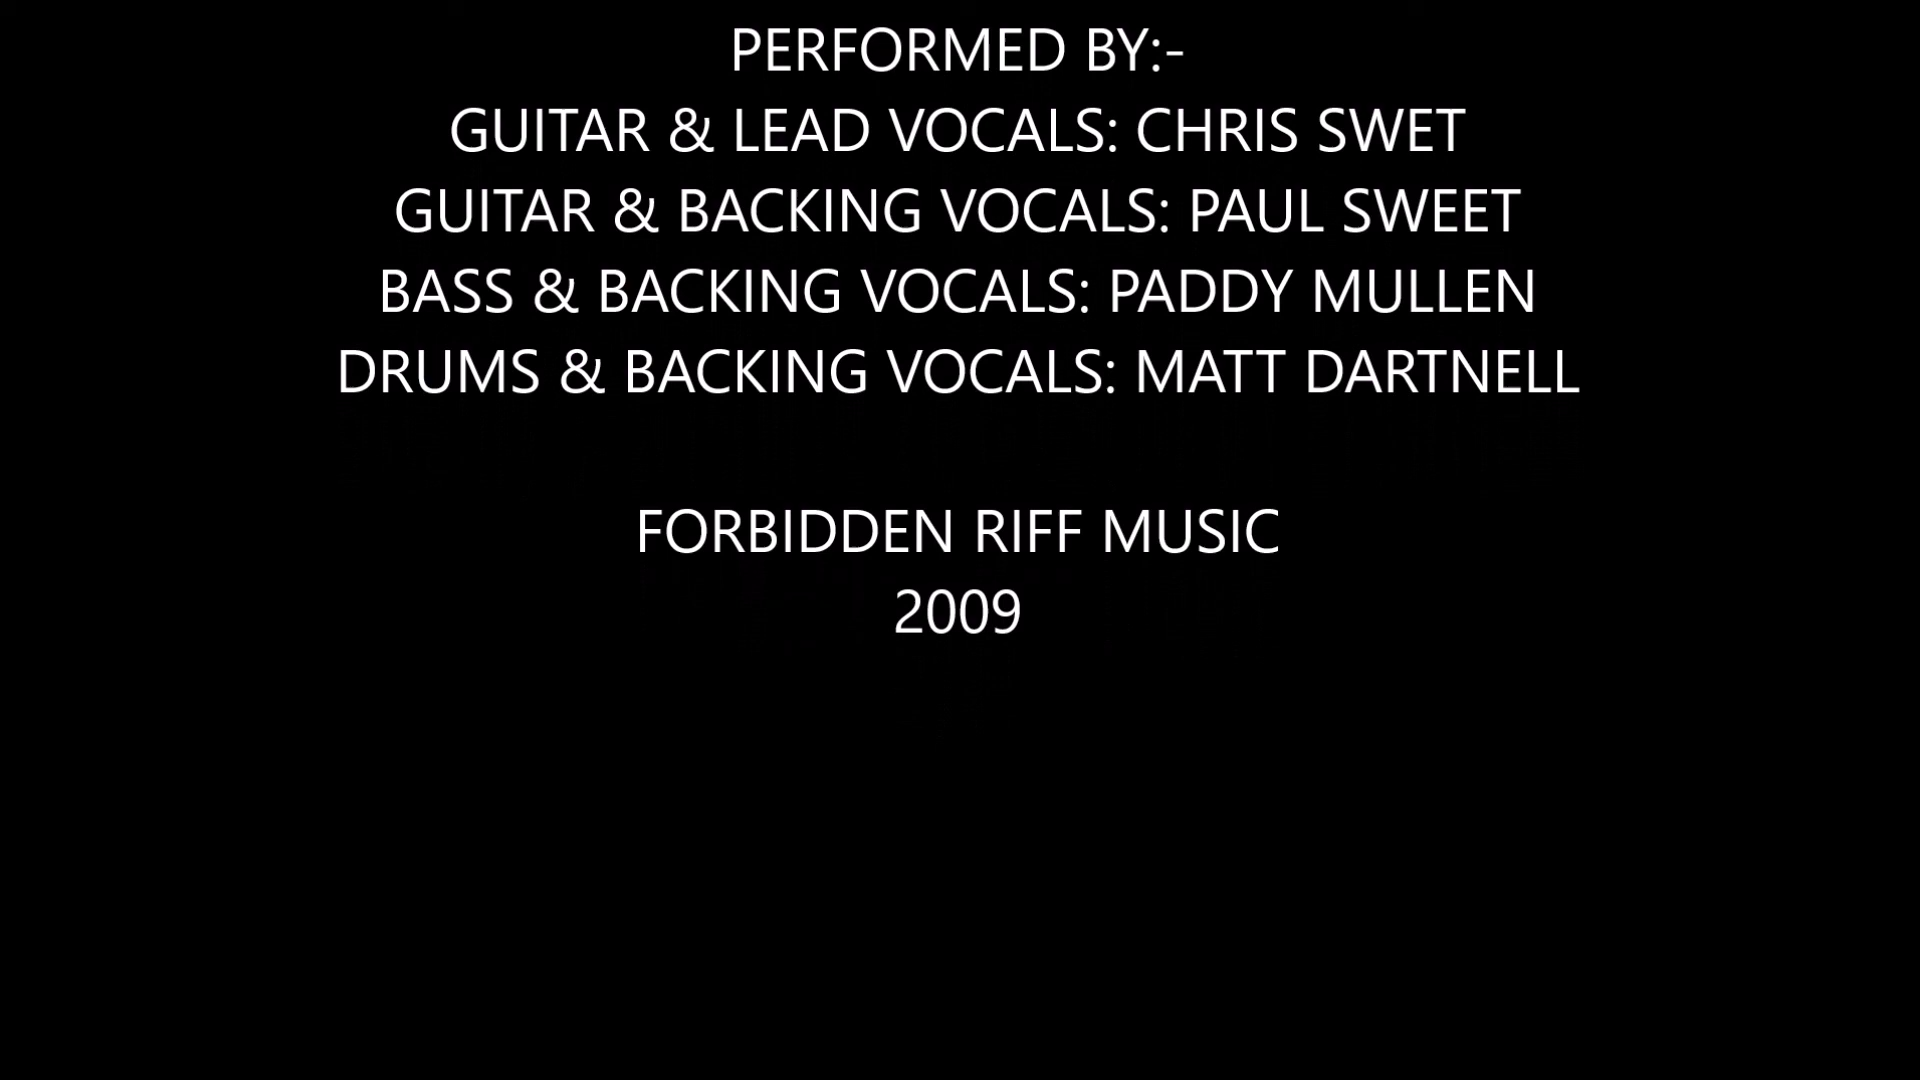 PERFORMED BY:-
GUITAR & LEAD VOCALS: CHRIS SWET
GUITAR & BACKING VOCALS: PAUL SWEET
BASS & BACKING VOCALS: PADDY MULLEN
DRUMS & BACKING VOCALS: MATT DARTNELL
FORBIDDEN RIFF MUSIC
2009